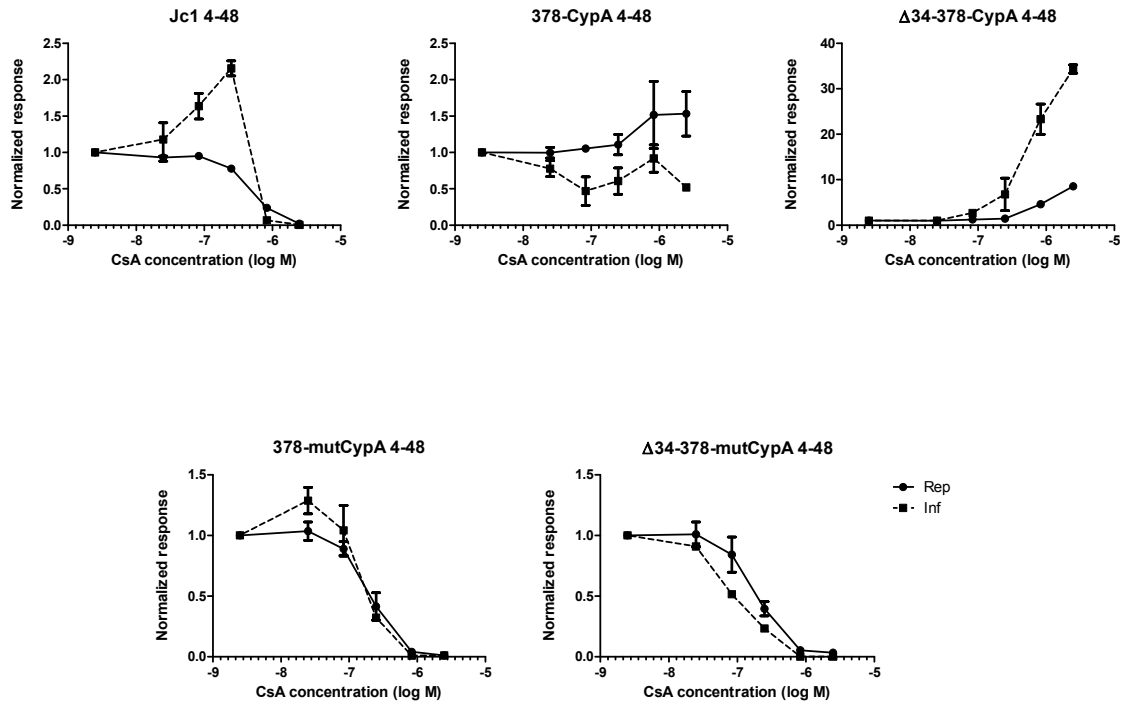 Jc1 4-48
Normalized response
2.5
2.0
1.5
1.0
0.5
0.0
-9 -8 -7 -6 -5
CsA concentration (log M)
378-CypA 4-48
Normalized response
2.5
2.0
1.5
1.0
0.5
0.0
-9 -8 -7 -6 -5
CsA concentration (log M)
Δ34-378-CypA 4-48
Normalized response
40
30
20
10
0
-9 -8 -7 -6 -5
CsA concentration (log M)
378-mutCypA 4-48
Normalized response
1.5
1.0
0.5
0.0
-9 -8 -7 -6 -5
CsA concentration (log M)
Δ34-378-mutCypA 4-48
Normalized response
1.5
1.0
0.5
0.0
-9 -8 -7 -6 -5
CsA concentration (log M)
Rep
Inf